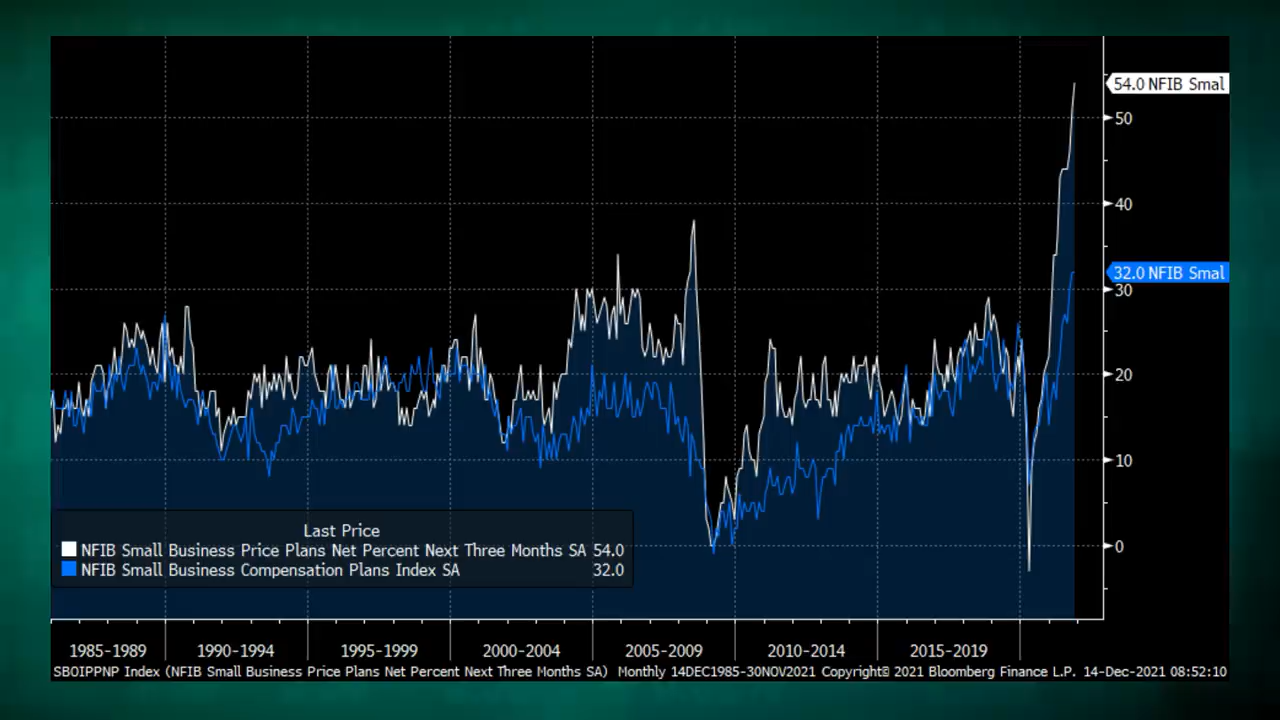 54.0 NFIB Smal
50
40
32.0 NFIB Smal
30
20
10
0
Last Price
NFIB Small Business Price Plans Net Percent Next Three Months SA 54.0
NFIB Small Business Compensation Plans Index SA 32.0
1985-1989 1990-1994 1995-1999 2000-2004 2005-2009 2010-2014 2015-2019
SBOIPPNP Index (NFIB Small Business Price Plans Net Percent Next Three Months SA) Monthly 14DEC1985-30NOV2021 Copyright© 2021 Bloomberg Finance L.P. 14-Dec-2021 08:52:10